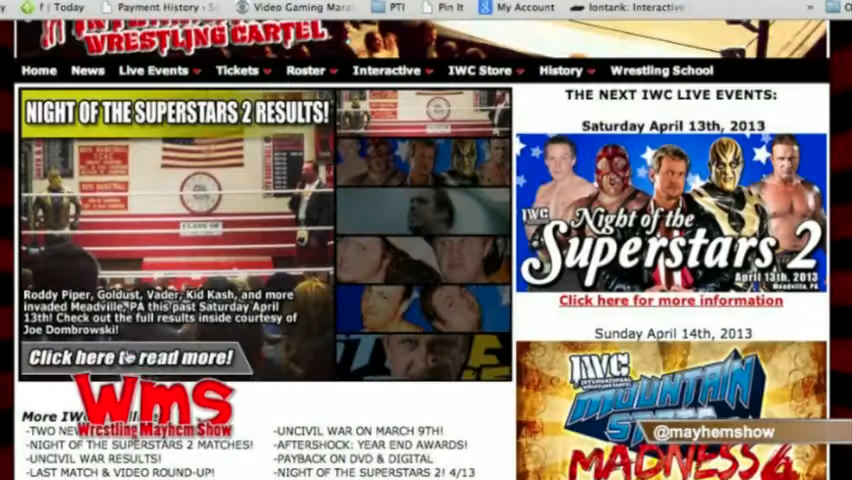 f | Today
Payment History
Video Gaming Mara
PTI
Pin It
My Account
Iontank: Interactive
»
WRESTLING CARTEL
Home News Live Events Tickets Roster Interactive IWC Store History Wrestling School
NIGHT OF THE SUPERSTARS 2 RESULTS!
Roddy Piper, Goldust, Vader, Kid Kash, and more
invaded Meadville, PA this past Saturday April
13th! Check out the full results inside courtesy of
Joe Dombrowski!
Click here to read more!
THE NEXT IWC LIVE EVENTS:
Saturday April 13th, 2013
IWC
Night of the
Superstars 2
April 13th, 2013
Meadville, PA
Click here for more information
Sunday April 14th, 2013
IWC
MOUNTAIN
MADNESS
@mayhemshow
Wms
Wrestling Mayhem Show
More IWC
-TWO NEW
-NIGHT OF THE SUPERSTARS 2 MATCHES!
-UNCIVIL WAR RESULTS!
-LAST MATCH & VIDEO ROUND-UP!
-UNCIVIL WAR ON MARCH 9TH!
-AFTERSHOCK: YEAR END AWARDS!
-PAYBACK ON DVD & DIGITAL
-NIGHT OF THE SUPERSTARS 2! 4/13